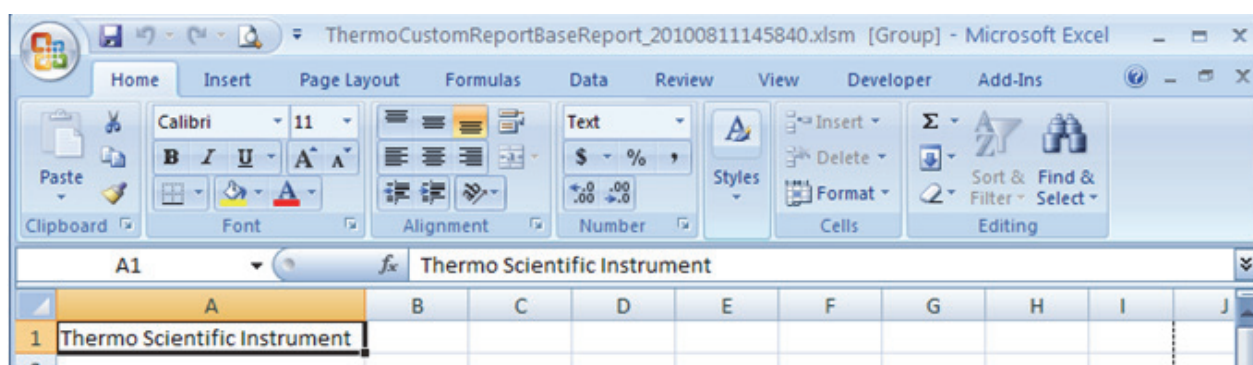 ThermoCustomReportBaseReport_20100811145840.xlsm [Group] - Microsoft Excel
Home Insert Page Layout Formulas Data Review View Developer Add-Ins
Calibri 11 Text Σ Insert
B I U A A $ % , Delete
Paste Styles Format Sort & Filter Find & Select
A .0 .00 .00 .0
Clipboard Font Alignment Number Cells Editing
A1 fx Thermo Scientific Instrument
A B C D E F G H I J
1 Thermo Scientific Instrument